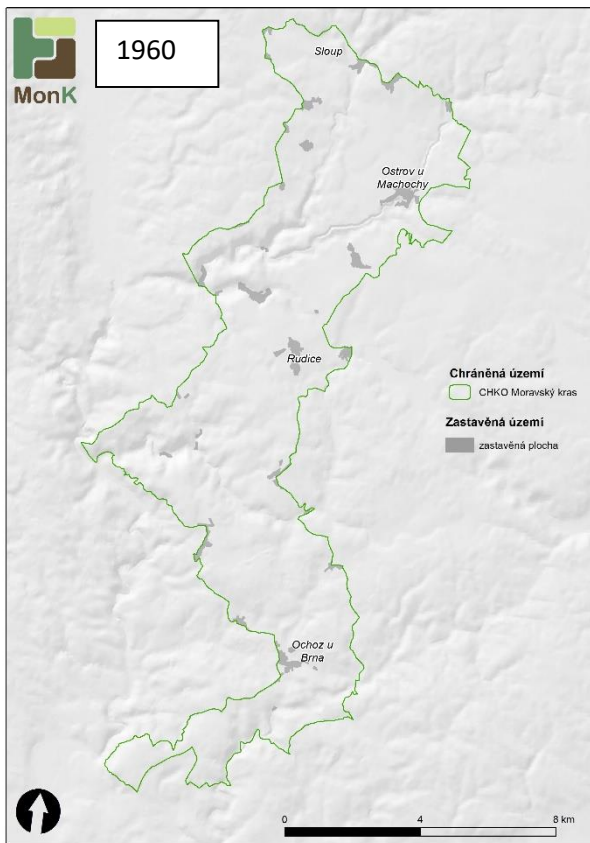 MonK
1960
Sloup
Ostrov u
Machochy
Rudice
Chráněná území
CHKO Moravský kras
Zastavěná území
zastavěná plocha
Ochoz u
Brna
0 4 8 km